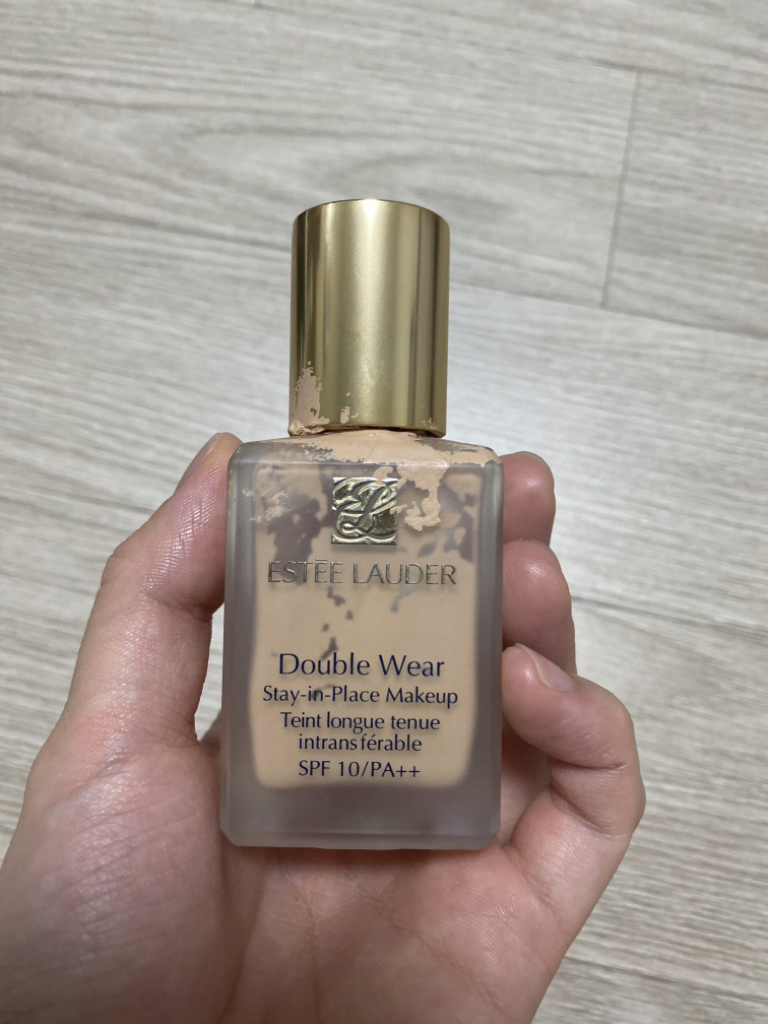 ESTĒE LAUDER
Double Wear
Stay-in-Place Makeup
Teint longue tenue
intransférable
SPF 10/PA++